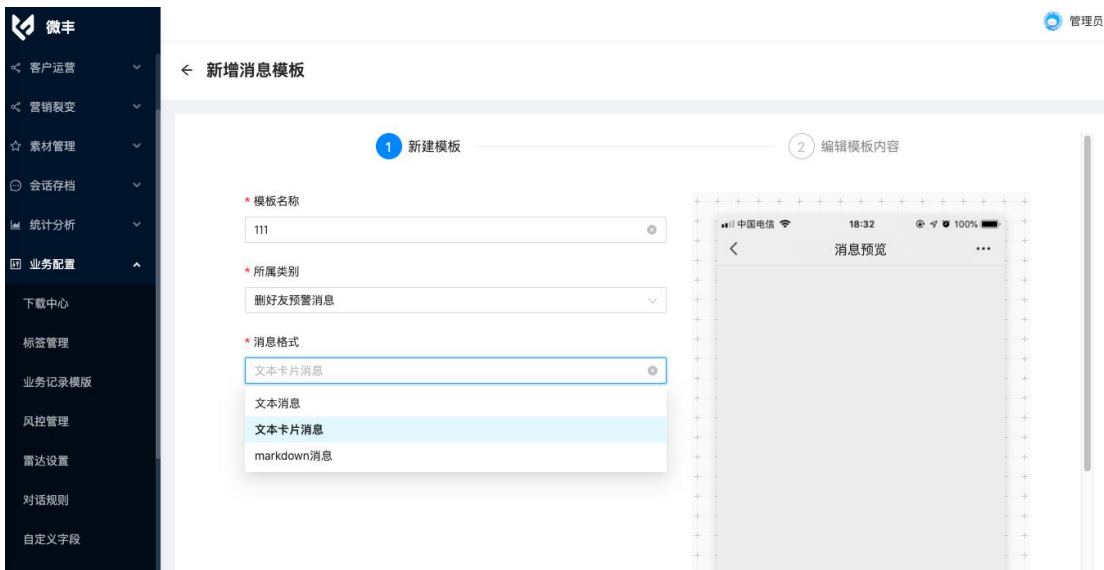 微丰
管理员
客户运营
营销裂变
素材管理
会话存档
统计分析
业务配置
下载中心
标签管理
业务记录模版
风控管理
雷达设置
对话规则
自定义字段
新增消息模板
1 新建模板
2 编辑模板内容
* 模板名称
111
* 所属类别
删好友预警消息
* 消息格式
文本卡片消息
文本消息
文本卡片消息
markdown消息
中国电信 18:32 100%
消息预览